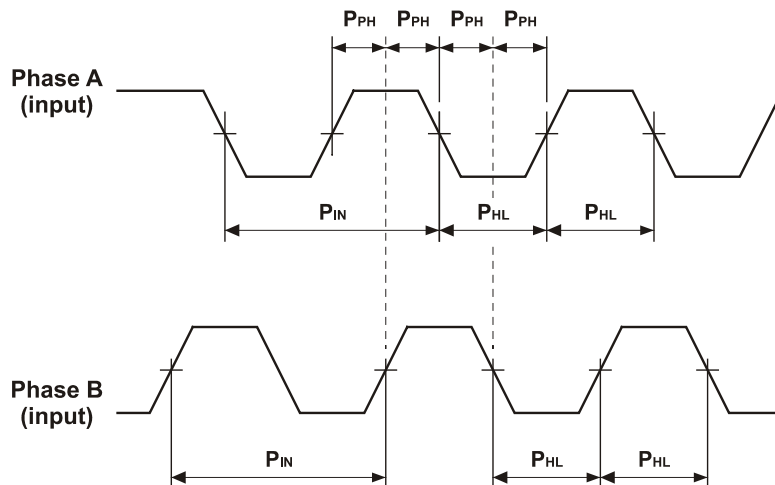 PPH PPH PPH PPH
Phase A
(input)
PIN PHL PHL
Phase B
(input)
PIN PHL PHL